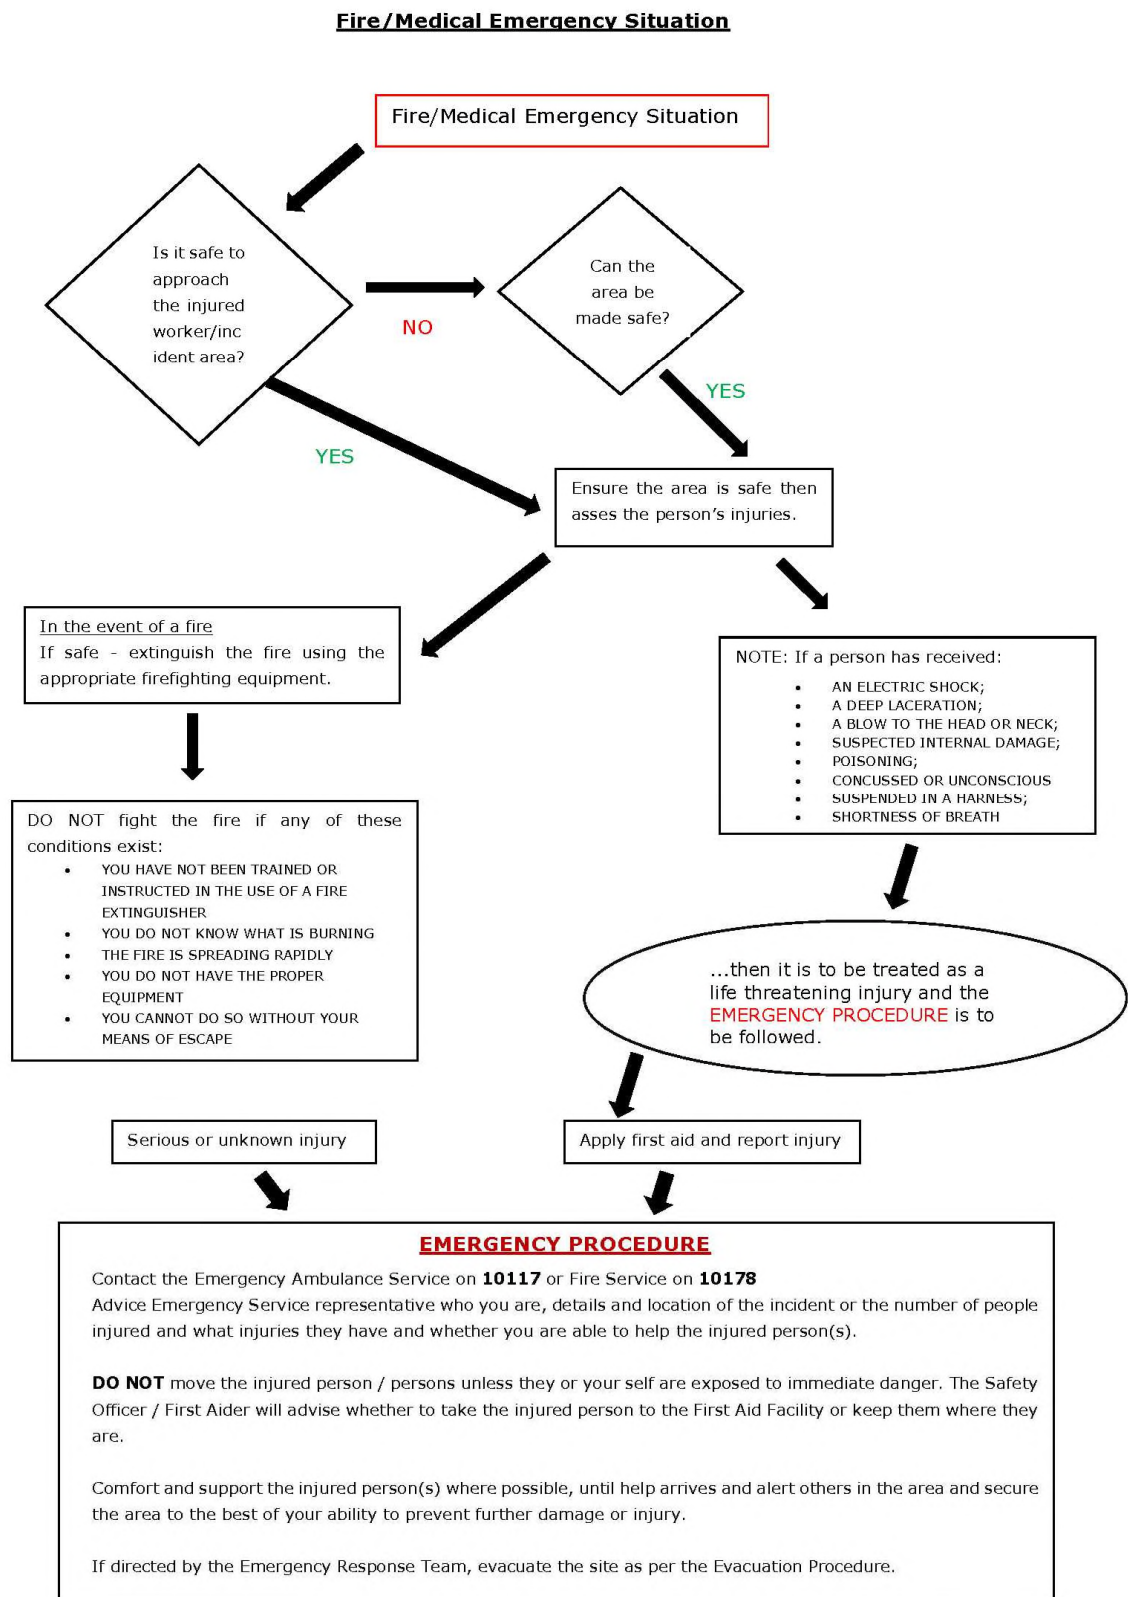 Fire/Medical Emergency Situation
Fire/Medical Emergency Situation
Is it safe to
approach
the injured
worker/inc
ident area?
NO
Can the
area be
made safe?
YES
YES
Ensure the area is safe then
asses the person's injuries.
In the event of a fire
If safe - extinguish the fire using the
appropriate firefighting equipment.
NOTE: If a person has received:
• AN ELECTRIC SHOCK;
• A DEEP LACERATION;
• A BLOW TO THE HEAD OR NECK;
• SUSPECTED INTERNAL DAMAGE;
• POISONING;
• CONCUSSED OR UNCONSCIOUS
• SUSPENDED IN A HARNESS;
• SHORTNESS OF BREATH
DO NOT fight the fire if any of these
conditions exist:
• YOU HAVE NOT BEEN TRAINED OR
INSTRUCTED IN THE USE OF A FIRE
EXTINGUISHER
• YOU DO NOT KNOW WHAT IS BURNING
• THE FIRE IS SPREADING RAPIDLY
• YOU DO NOT HAVE THE PROPER
EQUIPMENT
• YOU CANNOT DO SO WITHOUT YOUR
MEANS OF ESCAPE
...then it is to be treated as a
life threatening injury and the
EMERGENCY PROCEDURE is to
be followed.
Serious or unknown injury
Apply first aid and report injury
EMERGENCY PROCEDURE
Contact the Emergency Ambulance Service on 10117 or Fire Service on 10178
Advice Emergency Service representative who you are, details and location of the incident or the number of people
injured and what injuries they have and whether you are able to help the injured person(s).
DO NOT move the injured person / persons unless they or your self are exposed to immediate danger. The Safety
Officer / First Aider will advise whether to take the injured person to the First Aid Facility or keep them where they
are.
Comfort and support the injured person(s) where possible, until help arrives and alert others in the area and secure
the area to the best of your ability to prevent further damage or injury.
If directed by the Emergency Response Team, evacuate the site as per the Evacuation Procedure.